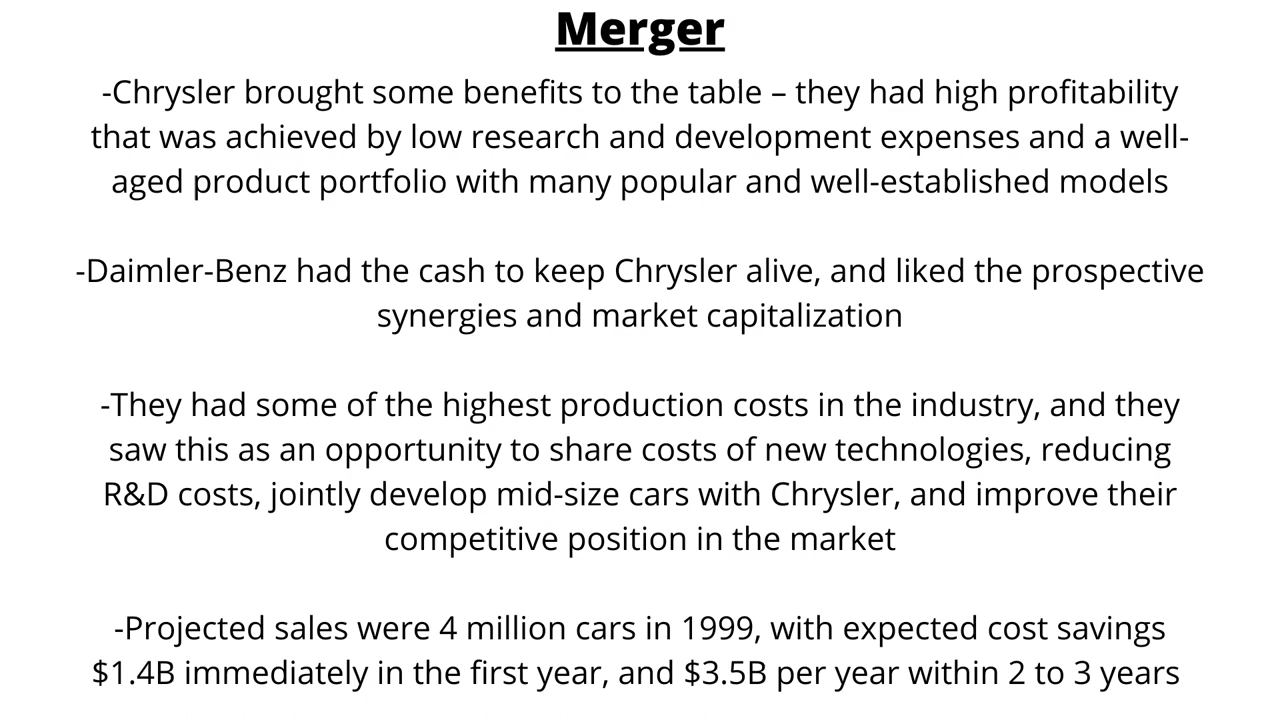 Merger
-Chrysler brought some benefits to the table – they had high profitability
that was achieved by low research and development expenses and a well-
aged product portfolio with many popular and well-established models
-Daimler-Benz had the cash to keep Chrysler alive, and liked the prospective
synergies and market capitalization
-They had some of the highest production costs in the industry, and they
saw this as an opportunity to share costs of new technologies, reducing
R&D costs, jointly develop mid-size cars with Chrysler, and improve their
competitive position in the market
-Projected sales were 4 million cars in 1999, with expected cost savings
$1.4B immediately in the first year, and $3.5B per year within 2 to 3 years